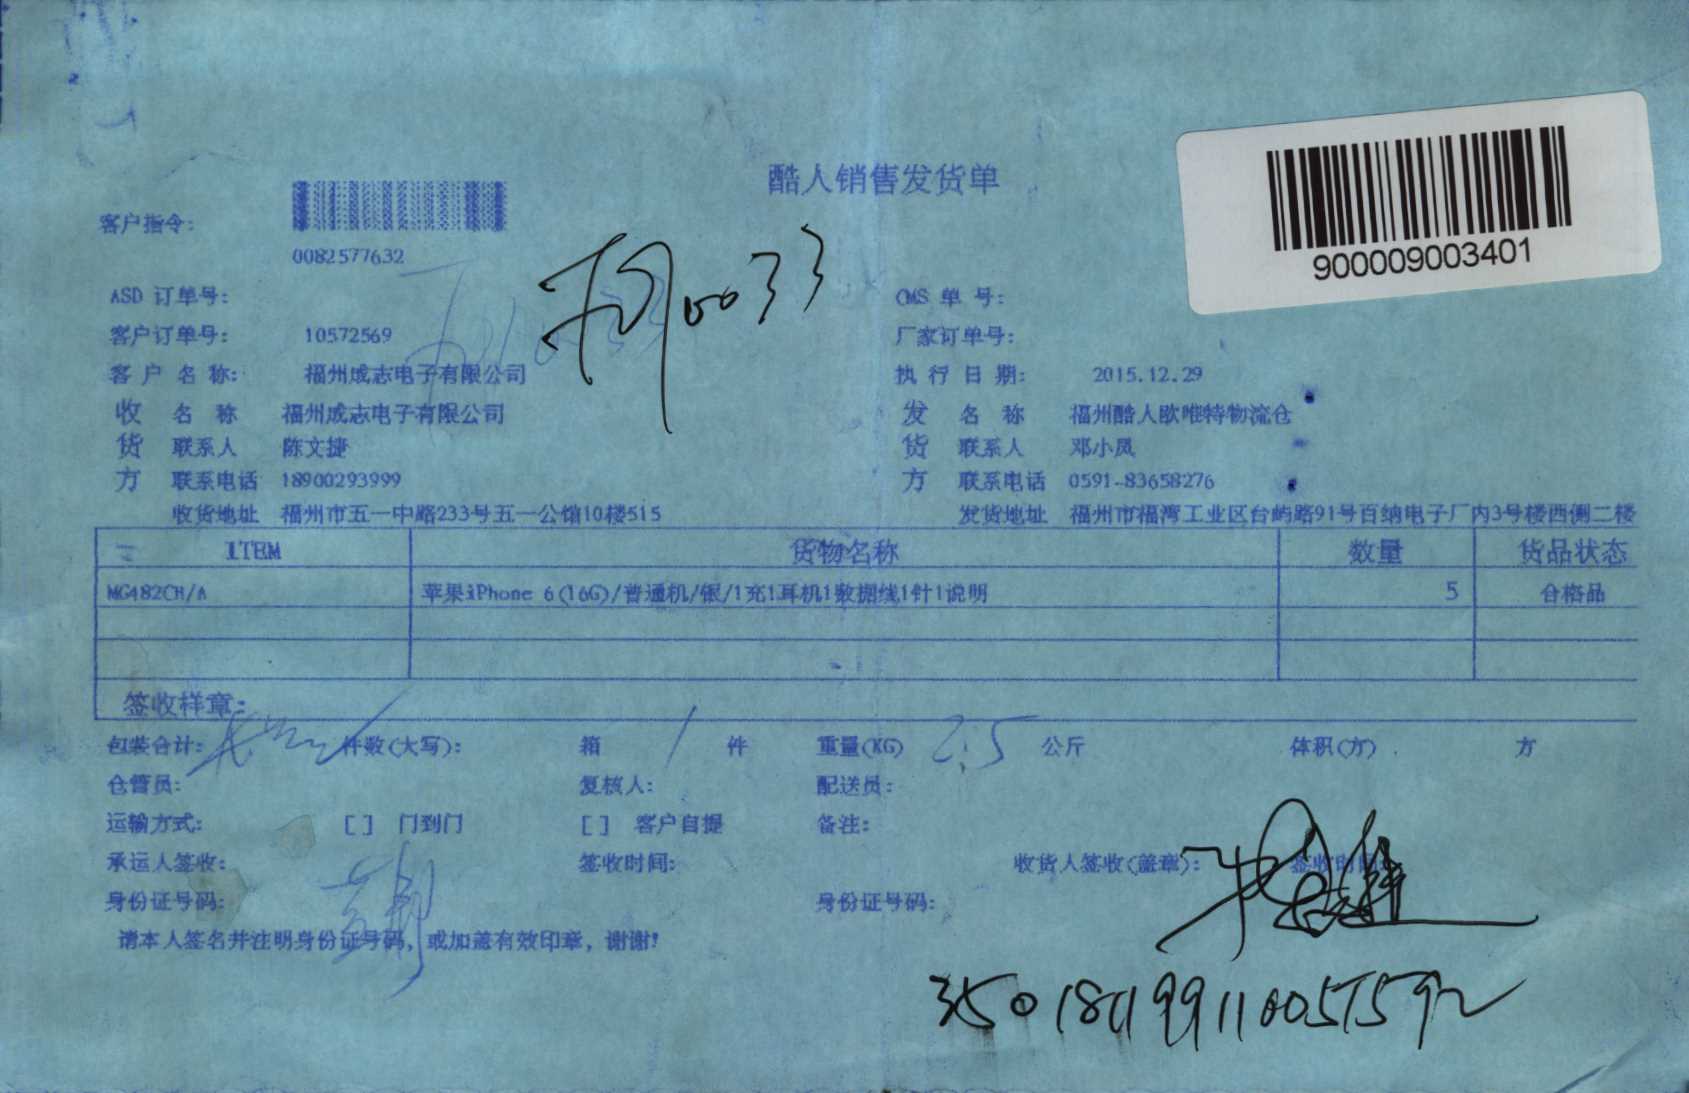 酷人销售发货单
900009003401
客户指令:
0082577632
0033
ASD 订单号:
CMS 单 号:
客户订单号: 10572569
厂家订单号:
客 户 名 称: 福州成志电子有限公司
执 行 日 期: 2015.12.29
收 名 称 福州成志电子有限公司
发 名 称 福州酷人欧唯特物流仓
货 联系人 陈文捷
货 联系人 邓小凤
方 联系电话 18900293999
方 联系电话 0591-83658276
收货地址 福州市五一中路233号五一公馆10楼515
发货地址 福州市福湾工业区台屿路91号百纳电子厂内3号楼西侧二楼
ITEM 货物名称 数量 货品状态
MG482CH/A 苹果iPhone 6(16G)/普通机/银/1充1耳机1数据线1针1说明 5 合格品
签收样章:
包装合计: 件数(大写): 箱 1 件 重量(KG) 2.5 公斤 体积(方) 方
仓管员: 复核人: 配送员:
运输方式: [ ] 门到门 [ ] 客户自提 备注:
承运人签收: 签收时间: 收货人签收(盖章): 签收时间:
身份证号码: 身份证号码:
请本人签名并注明身份证号码，或加盖有效印章，谢谢!